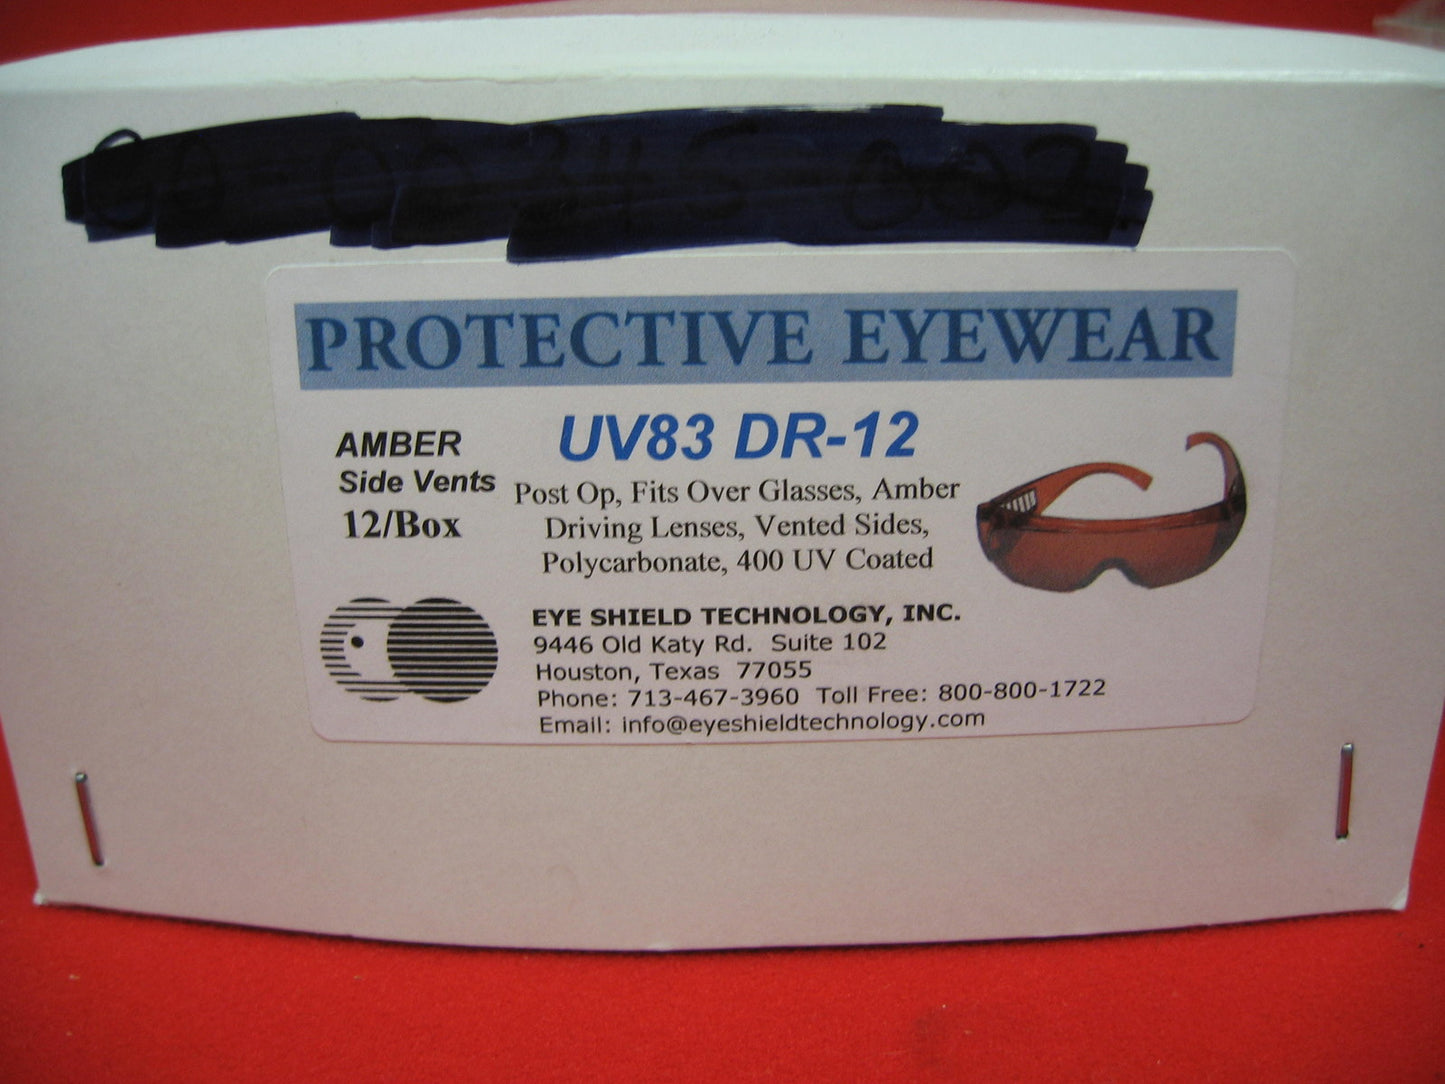 PROTECTIVE EYEWEAR
AMBER
Side Vents
12/Box
UV83 DR-12
Post Op, Fits Over Glasses, Amber
Driving Lenses, Vented Sides,
Polycarbonate, 400 UV Coated
EYE SHIELD TECHNOLOGY, INC.
9446 Old Katy Rd. Suite 102
Houston, Texas 77055
Phone: 713-467-3960 Toll Free: 800-800-1722
Email: info@eyeshieldtechnology.com